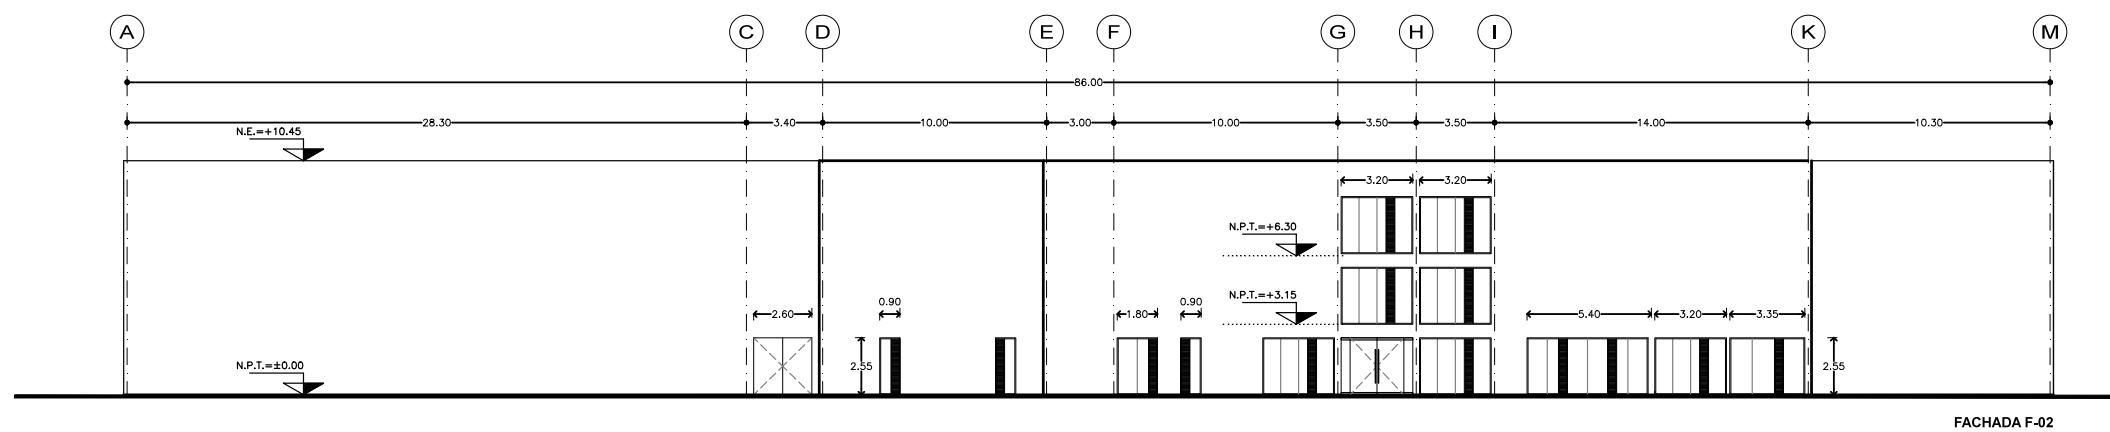 A C D E F G H I K M
86.00
28.30 3.40 10.00 3.00 10.00 3.50 3.50 14.00 10.30
N.E.=+10.45
3.20 3.20
N.P.T.=+6.30
N.P.T.=+3.15
0.90 0.90
2.60 1.80 5.40 3.20 3.35
N.P.T.=±0.00 2.55 2.55
FACHADA F-02